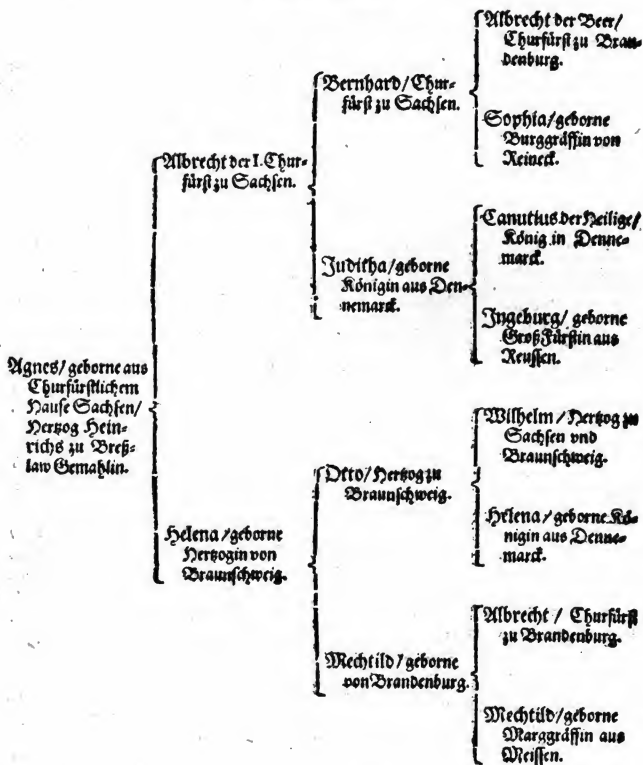 Agnes/ geborne aus
Churfürstlichem
Hause Sachsen/
Hertzog Hein-
richs zu Breß-
law Gemahlin.
Albrecht der I. Chur-
fürst zu Sachsen.
Bernhard/ Chur-
fürst zu Sachsen.
Albrecht der Beer/
Churfürst zu Bran-
denburg.
Sophia/ geborne
Burggräffin von
Reineck.
Juditha/ geborne
Königin aus Den-
nemarck.
Canutius der Heilige/
König in Denne-
marck.
Ingeburg/ geborne
Groß Fürstin aus
Reussen.
Helena/ geborne
Hertzogin von
Braunschweig.
Otto/ Hertzog zu
Braunschweig.
Wilhelm/ Hertzog zu
Sachsen vnd
Braunschweig.
Helena/ geborne Kö-
nigin aus Denne-
marck.
Mechtild/ geborne
von Brandenburg.
Albrecht/ Churfürst
zu Brandenburg.
Mechtild/ geborne
Marggräffin aus
Meissen.